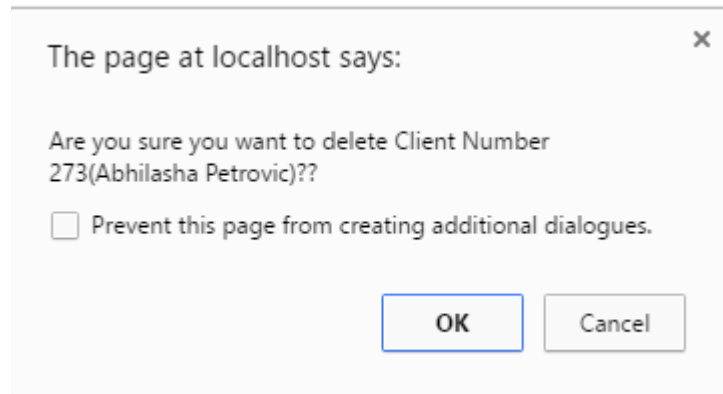 The page at localhost says:
Are you sure you want to delete Client Number
273(Abhilasha Petrovic)??
Prevent this page from creating additional dialogues.
OK
Cancel